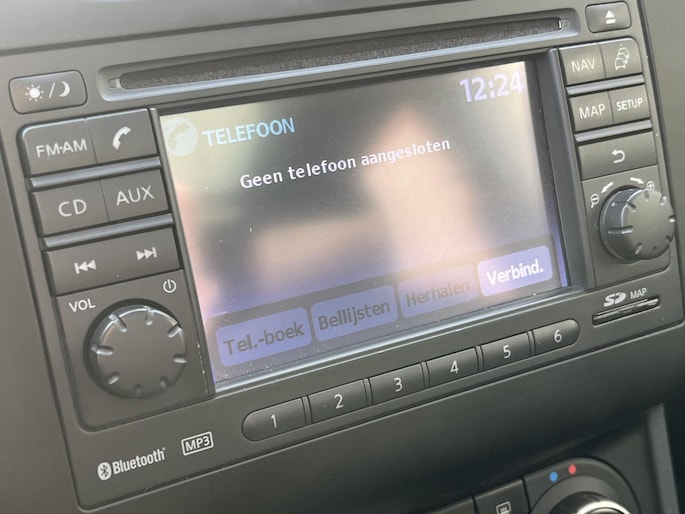 12:24
TELEFOON
Geen telefoon aangesloten
Tel.-boek
Bellijsten
Herhalen
Verbind.
FM·AM
CD
AUX
VOL
NAV
MAP
SETUP
SD MAP
1 2 3 4 5 6
Bluetooth®
MP3